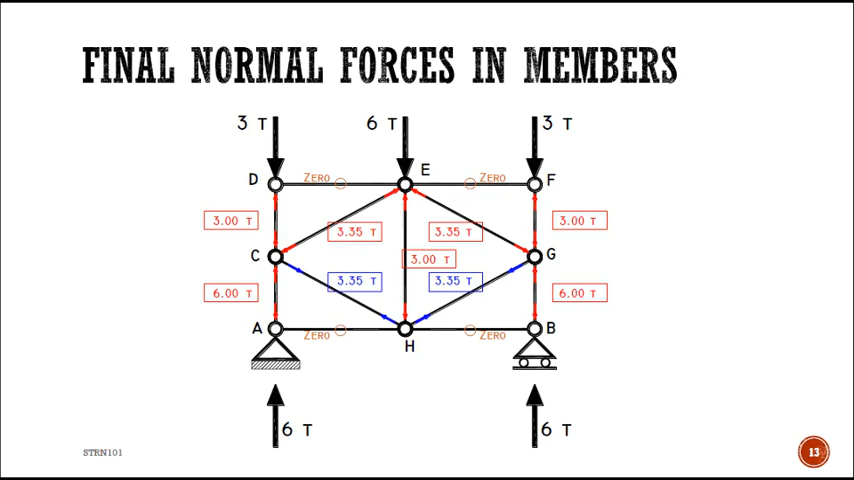 FINAL NORMAL FORCES IN MEMBERS
3 T
6 T
3 T
D
ZERO
E
ZERO
F
3.00 T
3.35 T
3.35 T
3.00 T
C
3.00 T
G
6.00 T
3.35 T
3.35 T
6.00 T
A
ZERO
H
ZERO
B
6 T
6 T
STRN101
13